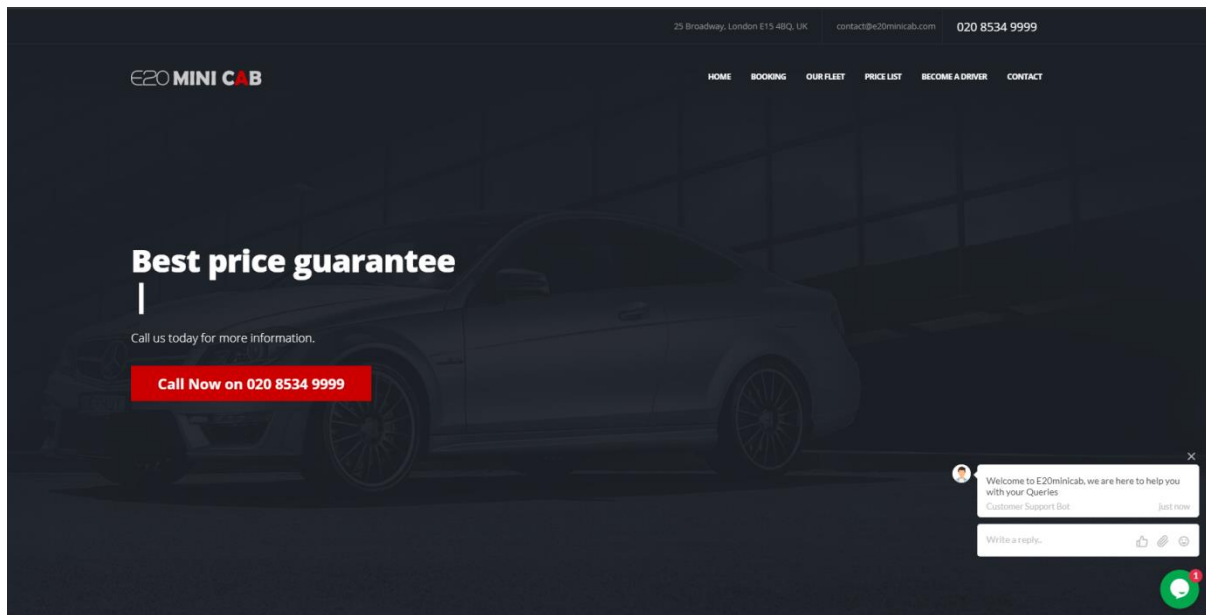 25 Broadway, London E15 4BQ, UK contact@e20minicab.com 020 8534 9999
E20 MINI CAB
HOME BOOKING OUR FLEET PRICE LIST BECOME A DRIVER CONTACT
Best price guarantee
Call us today for more information.
Call Now on 020 8534 9999
Welcome to E20minicab, we are here to help you
with your Queries
Customer Support Bot just now
Write a reply..
1